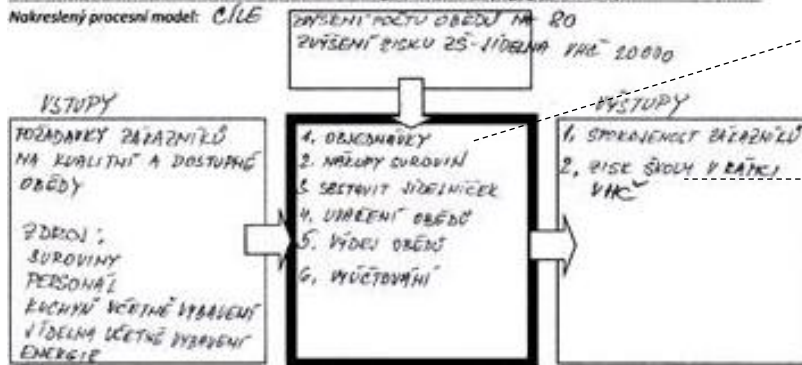 Nakreslený procesní model: CÍLE
ZVÝŠENÍ POČTU OBĚDŮ NA 80
ZVÝŠENÍ ZISKU ZŠ-JÍDELNA VHČ 20000
VSTUPY
POŽADAVKY ZÁKAZNÍKŮ
NA KVALITNÍ A DOSTUPNÉ
OBĚDY
ZDROJ:
SUROVINY
PERSONÁL
KUCHYŇ VČETNĚ VYBAVENÍ
JÍDELNA VČETNĚ VYBAVENÍ
ENERGIE
1. OBJEDNÁVKY
2. NÁKUPY SUROVIN
3 SESTAVIT JÍDELNÍČEK
4. UVAŘENÍ OBĚDŮ
5. VÝDEJ OBĚDŮ
6. VYÚČTOVÁNÍ
VÝSTUPY
1. SPOKOJENOST ZÁKAZNÍKŮ
2. ZISK ŠKOLY V RÁMCI
VHČ